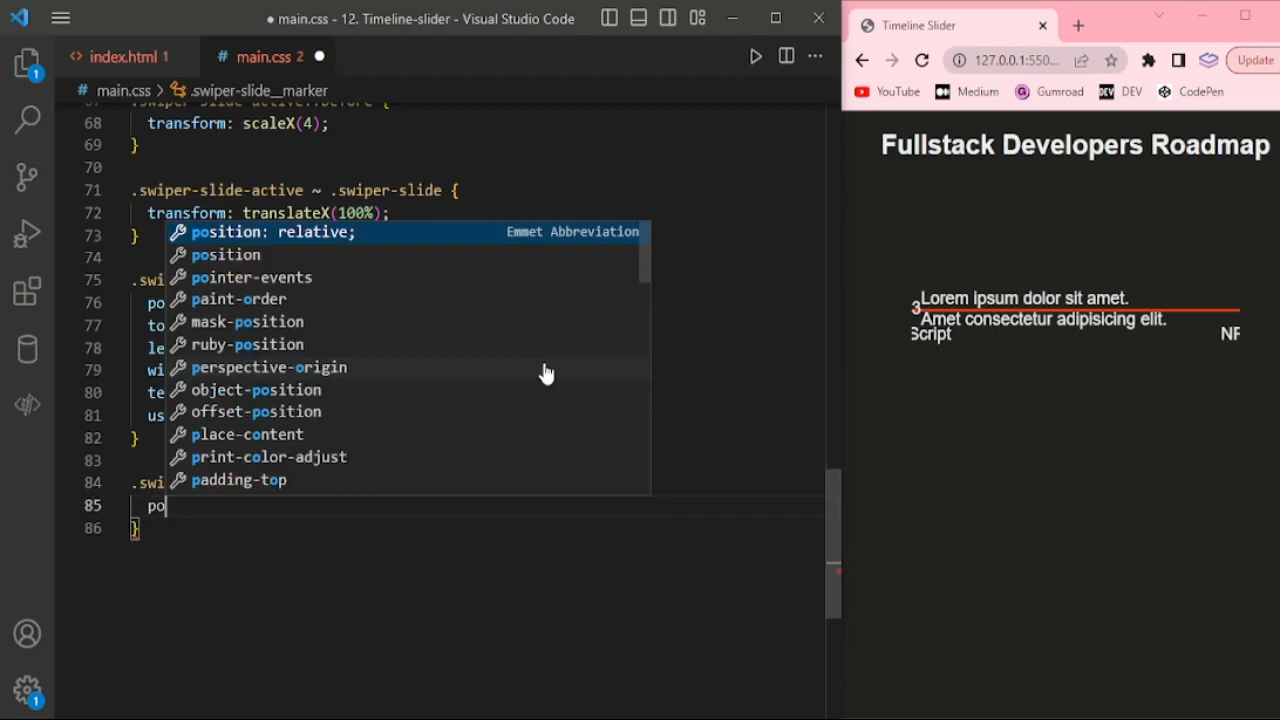 main.css - 12. Timeline-slider - Visual Studio Code
Timeline Slider
index.html 1
main.css 2
127.0.0.1:550...
Update
main.css > .swiper-slide__marker
YouTube
Medium
Gumroad
DEV
CodePen
68 transform: scaleX(4);
69 }
70
71 .swiper-slide-active ~ .swiper-slide {
72 transform: translateX(100%);
73 }
74
75 .swi
76 po
77 to
78 le
79 wi
80 te
81 us
82 }
83
84 .swi
85 po
86 }
position: relative; Emmet Abbreviation
position
pointer-events
paint-order
mask-position
ruby-position
perspective-origin
object-position
offset-position
place-content
print-color-adjust
padding-top
1
1
Fullstack Developers Roadmap
Lorem ipsum dolor sit amet.
3
Amet consectetur adipisicing elit.
Script